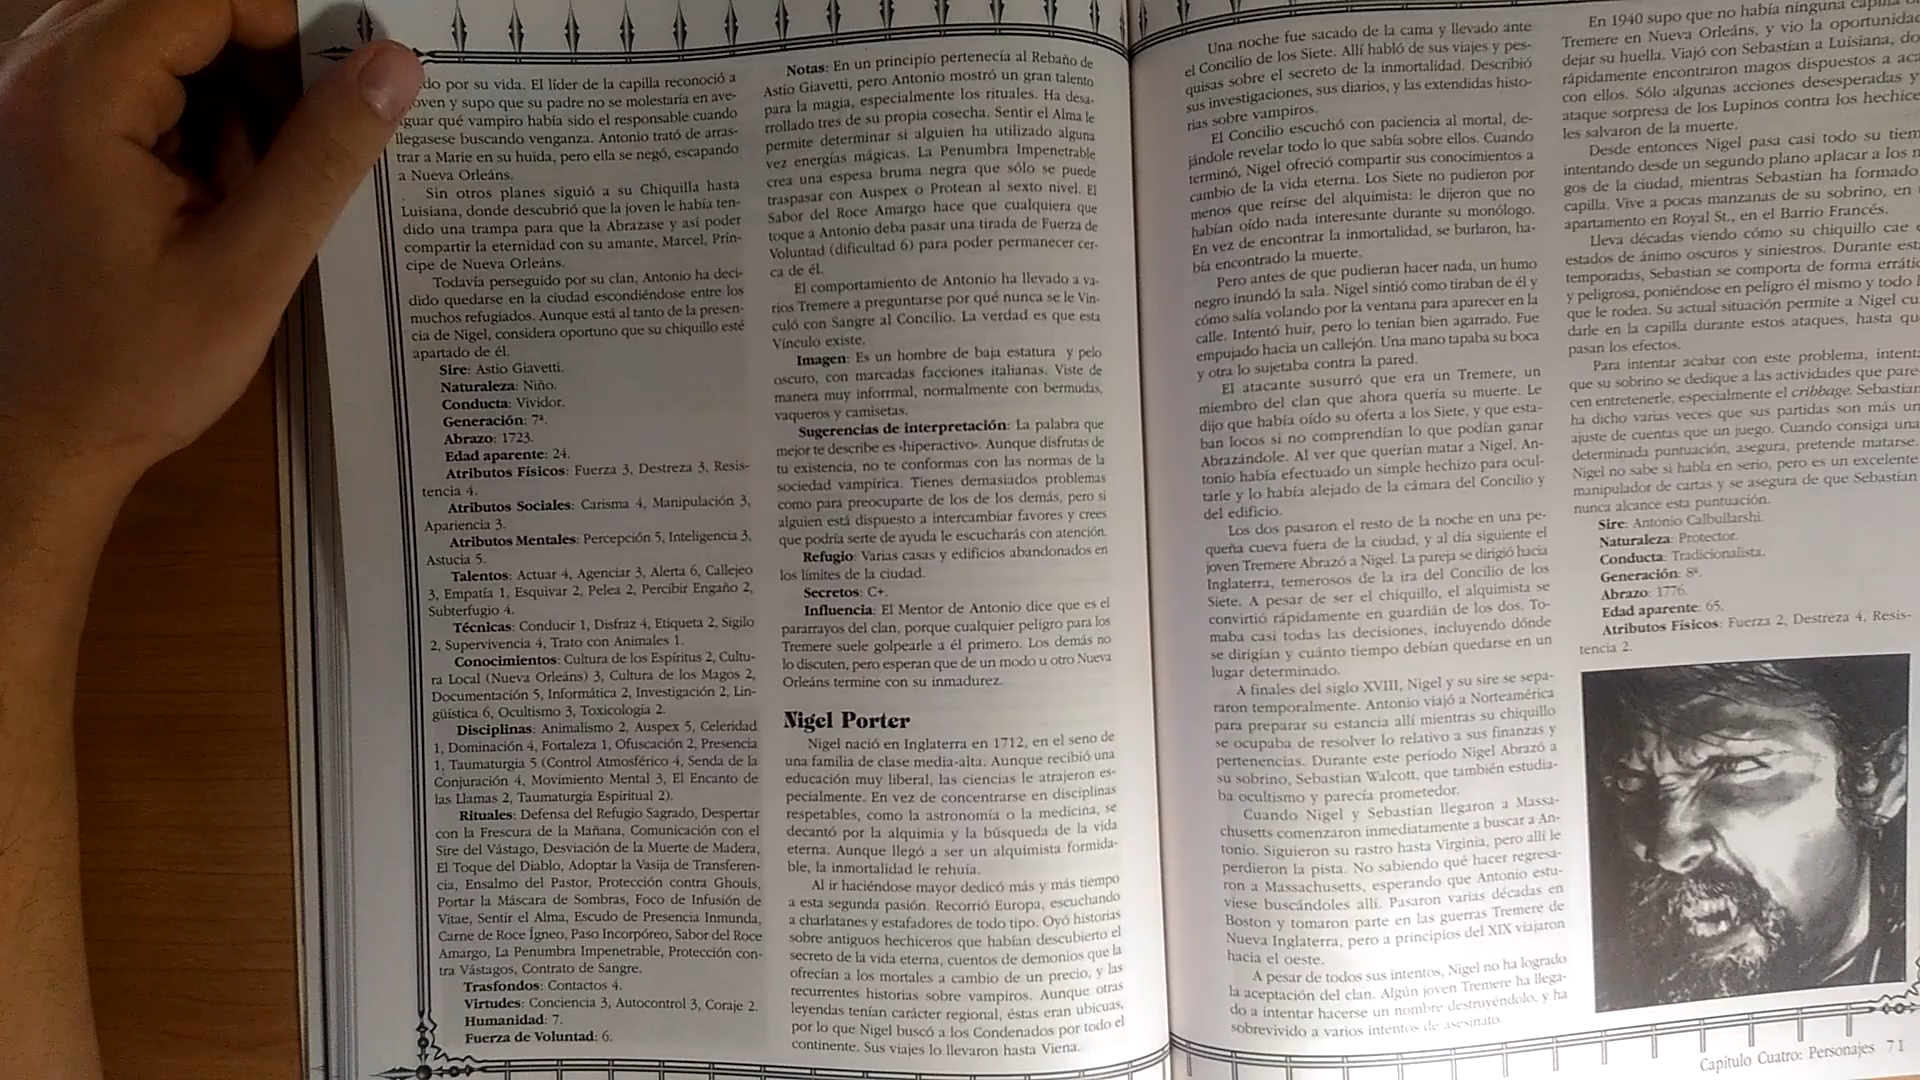 do por su vida. El líder de la capilla reconoció a
joven y supo que su padre no se molestaría en ave-
guar qué vampiro había sido el responsable cuando
llegasese buscando venganza. Antonio trató de arras-
trar a Marie en su huida, pero ella se negó, escapando
a Nueva Orleáns.
Sin otros planes siguió a su Chiquilla hasta
Luisiana, donde descubrió que la joven le había ten-
dido una trampa para que la Abrazase y así poder
compartir la eternidad con su amante, Marcel, Prín-
cipe de Nueva Orleáns.
Todavía perseguido por su clan, Antonio ha deci-
dido quedarse en la ciudad escondiéndose entre los
muchos refugiados. Aunque está al tanto de la presen-
cia de Nigel, considera oportuno que su chiquillo esté
apartado de él.
Sire: Astio Giavetti.
Naturaleza: Niño.
Conducta: Vividor.
Generación: 7ª.
Abrazo: 1723.
Edad aparente: 24.
Atributos Físicos: Fuerza 3, Destreza 3, Resis-
tencia 4.
Atributos Sociales: Carisma 4, Manipulación 3,
Apariencia 3.
Atributos Mentales: Percepción 5, Inteligencia 3,
Astucia 5.
Talentos: Actuar 4, Agenciar 3, Alerta 6, Callejeo
3, Empatía 1, Esquivar 2, Pelea 2, Percibir Engaño 2,
Subterfugio 4.
Técnicas: Conducir 1, Disfraz 4, Etiqueta 2, Sigilo
2, Supervivencia 4, Trato con Animales 1.
Conocimientos: Cultura de los Espíritus 2, Cultu-
ra Local (Nueva Orleáns) 3, Cultura de los Magos 2,
Documentación 5, Informática 2, Investigación 2, Lin-
güística 6, Ocultismo 3, Toxicología 2.
Disciplinas: Animalismo 2, Auspex 5, Celeridad
1, Dominación 4, Fortaleza 1, Ofuscación 2, Presencia
1, Taumaturgia 5 (Control Atmosférico 4, Senda de la
Conjuración 4, Movimiento Mental 3, El Encanto de
las Llamas 2, Taumaturgia Espiritual 2).
Rituales: Defensa del Refugio Sagrado, Despertar
con la Frescura de la Mañana, Comunicación con el
Sire del Vástago, Desviación de la Muerte de Madera,
El Toque del Diablo, Adoptar la Vasija de Transferen-
cia, Ensalmo del Pastor, Protección contra Ghouls,
Portar la Máscara de Sombras, Foco de Infusión de
Vitae, Sentir el Alma, Escudo de Presencia Inmunda,
Carne de Roce Ígneo, Paso Incorpóreo, Sabor del Roce
Amargo, La Penumbra Impenetrable, Protección con-
tra Vástagos, Contrato de Sangre.
Trasfondos: Contactos 4.
Virtudes: Conciencia 3, Autocontrol 3, Coraje 2.
Humanidad: 7.
Fuerza de Voluntad: 6.
Notas: En un principio pertenecía al Rebaño de
Astio Giavetti, pero Antonio mostró un gran talento
para la magia, especialmente los rituales. Ha desa-
rrollado tres de su propia cosecha. Sentir el Alma le
permite determinar si alguien ha utilizado alguna
vez energías mágicas. La Penumbra Impenetrable
crea una espesa bruma negra que sólo se puede
traspasar con Auspex o Protean al sexto nivel. El
Sabor del Roce Amargo hace que cualquiera que
toque a Antonio deba pasar una tirada de Fuerza de
Voluntad (dificultad 6) para poder permanecer cer-
ca de él.
El comportamiento de Antonio ha llevado a va-
rios Tremere a preguntarse por qué nunca se le Vin-
culó con Sangre al Concilio. La verdad es que esta
Vínculo existe.
Imagen: Es un hombre de baja estatura y pelo
oscuro, con marcadas facciones italianas. Viste de
manera muy inforrmal, normalmente con bermudas,
vaqueros y camisetas.
Sugerencias de interpretación: La palabra que
mejor te describe es «hiperactivo». Aunque disfrutas de
tu existencia, no te conformas con las normas de la
sociedad vampírica. Tienes demasiados problemas
como para preocuparte de los de los demás, pero si
alguien está dispuesto a intercambiar favores y crees
que podría serte de ayuda le escucharás con atención.
Refugio: Varias casas y edificios abandonados en
los límites de la ciudad.
Secretos: C+.
Influencia: El Mentor de Antonio dice que es el
pararrayos del clan, porque cualquier peligro para los
Tremere suele golpearle a él primero. Los demás no
lo discuten, pero esperan que de un modo u otro Nueva
Orleáns termine con su inmadurez.
Nigel Porter
Nigel nació en Inglaterra en 1712, en el seno de
una familia de clase media-alta. Aunque recibió una
educación muy liberal, las ciencias le atrajeron es-
pecialmente. En vez de concentrarse en disciplinas
respetables, como la astronomía o la medicina, se
decantó por la alquimia y la búsqueda de la vida
eterna. Aunque llegó a ser un alquimista formida-
ble, la inmortalidad le rehuía.
Al ir haciéndose mayor dedicó más y más tiempo
a esta segunda pasión. Recorrió Europa, escuchando
a charlatanes y estafadores de todo tipo. Oyó historias
sobre antiguos hechiceros que habían descubierto el
secreto de la vida eterna, cuentos de demonios que la
ofrecían a los mortales a cambio de un precio, y las
recurrentes historias sobre vampiros. Aunque otras
leyendas tenían carácter regional, éstas eran ubicuas,
por lo que Nigel buscó a los Condenados por todo el
continente. Sus viajes lo llevaron hasta Viena.
Una noche fue sacado de la cama y llevado ante
el Concilio de los Siete. Allí habló de sus viajes y pes-
quisas sobre el secreto de la inmortalidad. Describió
sus investigaciones, sus diarios, y las extendidas histo-
rias sobre vampiros.
El Concilio escuchó con paciencia al mortal, de-
jándole revelar todo lo que sabía sobre ellos. Cuando
terminó, Nigel ofreció compartir sus conocimientos a
cambio de la vida eterna. Los Siete no pudieron por
menos que reírse del alquimista: le dijeron que no
habían oído nada interesante durante su monólogo.
En vez de encontrar la inmortalidad, se burlaron, ha-
bía encontrado la muerte.
Pero antes de que pudieran hacer nada, un humo
negro inundó la sala. Nigel sintió como tiraban de él y
cómo salía volando por la ventana para aparecer en la
calle. Intentó huir, pero lo tenían bien agarrado. Fue
empujado hacia un callejón. Una mano tapaba su boca
y otra lo sujetaba contra la pared.
El atacante susurró que era un Tremere, un
miembro del clan que ahora quería su muerte. Le
dijo que había oído su oferta a los Siete, y que esta-
ban locos si no comprendían lo que podían ganar
Abrazándole. Al ver que querían matar a Nigel, An-
tonio había efectuado un simple hechizo para ocul-
tarle y lo había alejado de la cámara del Concilio y
del edificio.
Los dos pasaron el resto de la noche en una pe-
queña cueva fuera de la ciudad, y al día siguiente el
joven Tremere Abrazó a Nigel. La pareja se dirigió hacia
Inglaterra, temerosos de la ira del Concilio de los
Siete. A pesar de ser el chiquillo, el alquimista se
convirtió rápidamente en guardián de los dos. To-
maba casi todas las decisiones, incluyendo dónde
se dirigían y cuánto tiempo debían quedarse en un
lugar determinado.
A finales del siglo XVIII, Nigel y su sire se sepa-
raron temporalmente. Antonio viajó a Norteamérica
para preparar su estancia allí mientras su chiquillo
se ocupaba de resolver lo relativo a sus finanzas y
pertenencias. Durante este período Nigel Abrazó a
su sobrino, Sebastian Walcott, que también estudia-
ba ocultismo y parecía prometedor.
Cuando Nigel y Sebastian llegaron a Massa-
chusetts comenzaron inmediatamente a buscar a An-
tonio. Siguieron su rastro hasta Virginia, pero allí le
perdieron la pista. No sabiendo qué hacer regresa-
ron a Massachusetts, esperando que Antonio estu-
viese buscándoles allí. Pasaron varias décadas en
Boston y tomaron parte en las guerras Tremere de
Nueva Inglaterra, pero a principios del XIX viajaron
hacia el oeste.
A pesar de todos sus intentos, Nigel no ha logrado
la aceptación del clan. Algún joven Tremere ha llega-
do a intentar hacerse un nombre destruyéndolo, y ha
sobrevivido a varios intentos de asesinato.
En 1940 supo que no había ninguna capilla
Tremere en Nueva Orleáns, y vio la oportunidad
dejar su huella. Viajó con Sebastian a Luisiana, do
rápidamente encontraron magos dispuestos a aca
con ellos. Sólo algunas acciones desesperadas y
ataque sorpresa de los Lupinos contra los hechice
les salvaron de la muerte.
Desde entonces Nigel pasa casi todo su tiem
intentando desde un segundo plano aplacar a los m
gos de la ciudad, mientras Sebastian ha formado
capilla. Vive a pocas manzanas de su sobrino, en
apartamento en Royal St., en el Barrio Francés.
Lleva décadas viendo cómo su chiquillo cae e
estados de ánimo oscuros y siniestros. Durante esta
temporadas, Sebastian se comporta de forma errátic
y peligrosa, poniéndose en peligro él mismo y todo l
que le rodea. Su actual situación permite a Nigel cu
darle en la capilla durante estos ataques, hasta qu
pasan los efectos.
Para intentar acabar con este problema, intenta
que su sobrino se dedique a las actividades que pare-
cen entretenerle, especialmente el cribbage. Sebastian
ha dicho varias veces que sus partidas son más un
ajuste de cuentas que un juego. Cuando consiga una
determinada puntuación, asegura, pretende matarse.
Nigel no sabe si habla en serio, pero es un excelente
manipulador de cartas y se asegura de que Sebastian
nunca alcance esta puntuación.
Sire: Antonio Calbullarshi.
Naturaleza: Protector.
Conducta: Tradicionalista.
Generación: 8ª.
Abrazo: 1776.
Edad aparente: 65.
Atributos Físicos: Fuerza 2, Destreza 4, Resis-
tencia 2.
Capítulo Cuatro: Personajes 71